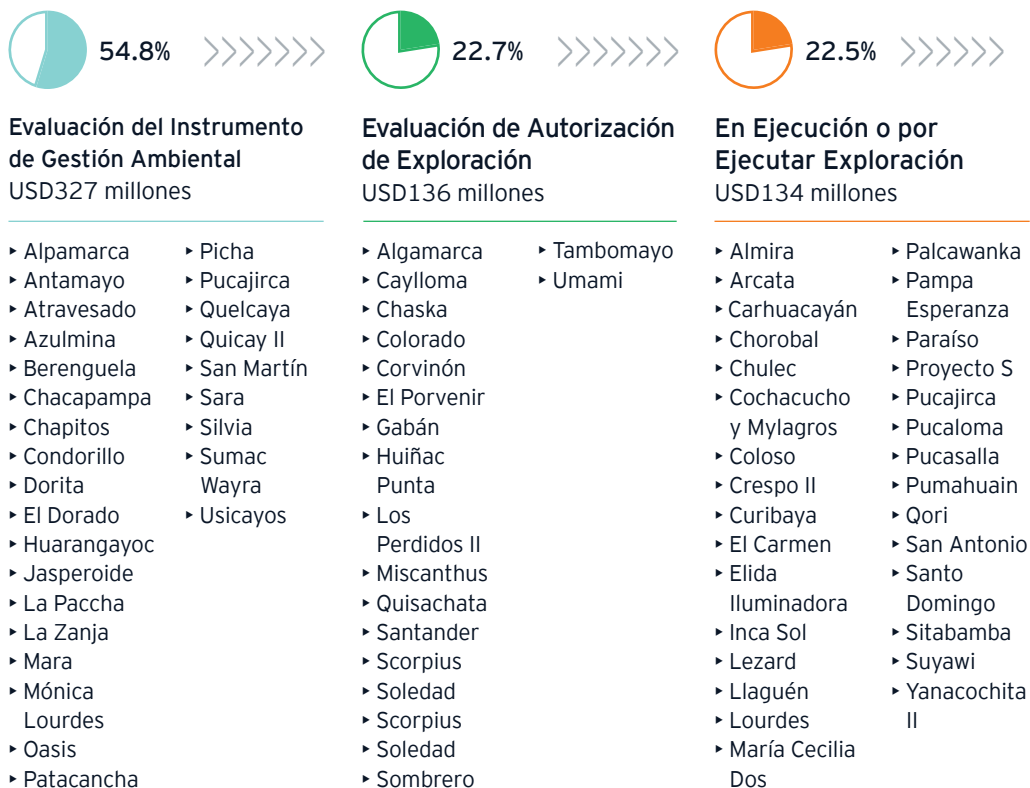 54.8%
Evaluación del Instrumento
de Gestión Ambiental
USD327 millones
‣ Alpamarca
‣ Antamayo
‣ Atravesado
‣ Azulmina
‣ Berenguela
‣ Chacapampa
‣ Chapitos
‣ Condorillo
‣ Dorita
‣ El Dorado
‣ Huarangayoc
‣ Jasperoide
‣ La Paccha
‣ La Zanja
‣ Mara
‣ Mónica
Lourdes
‣ Oasis
‣ Patacancha
‣ Picha
‣ Pucajirca
‣ Quelcaya
‣ Quicay II
‣ San Martín
‣ Sara
‣ Silvia
‣ Sumac
Wayra
‣ Usicayos
22.7%
Evaluación de Autorización
de Exploración
USD136 millones
‣ Algamarca
‣ Caylloma
‣ Chaska
‣ Colorado
‣ Corvinón
‣ El Porvenir
‣ Gabán
‣ Huiñac
Punta
‣ Los
Perdidos II
‣ Miscanthus
‣ Quisachata
‣ Santander
‣ Scorpius
‣ Soledad
‣ Scorpius
‣ Soledad
‣ Sombrero
‣ Tambomayo
‣ Umami
22.5%
En Ejecución o por
Ejecutar Exploración
USD134 millones
‣ Almira
‣ Arcata
‣ Carhuacayán
‣ Chorobal
‣ Chulec
‣ Cochacucho
y Mylagros
‣ Coloso
‣ Crespo II
‣ Curibaya
‣ El Carmen
‣ Elida
Iluminadora
‣ Inca Sol
‣ Lezard
‣ Llaguén
‣ Lourdes
‣ María Cecilia
Dos
‣ Palcawanka
‣ Pampa
Esperanza
‣ Paraíso
‣ Proyecto S
‣ Pucajirca
‣ Pucaloma
‣ Pucasalla
‣ Pumahuain
‣ Qori
‣ San Antonio
‣ Santo
Domingo
‣ Sitabamba
‣ Suyawi
‣ Yanacochita
II